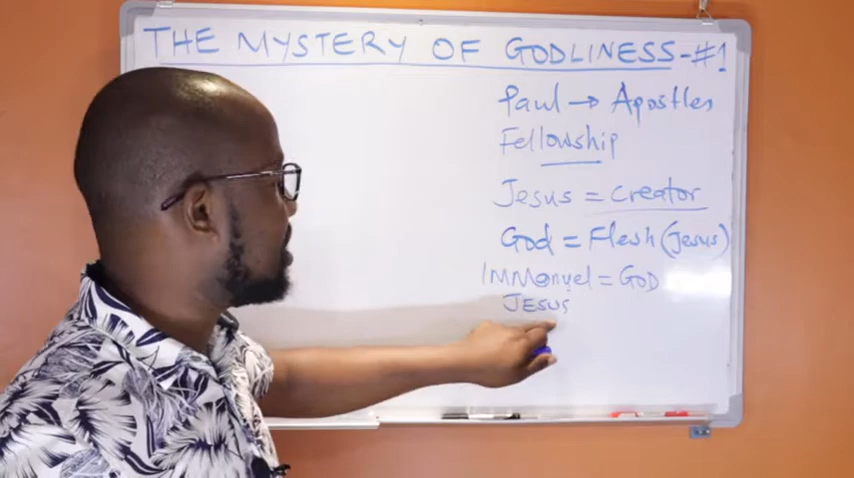 THE MYSTERY OF GODLINESS-#1
Paul → Apostles
Fellowship
Jesus = creator
God = Flesh (Jesus)
IMManuel = GOD
JESUS